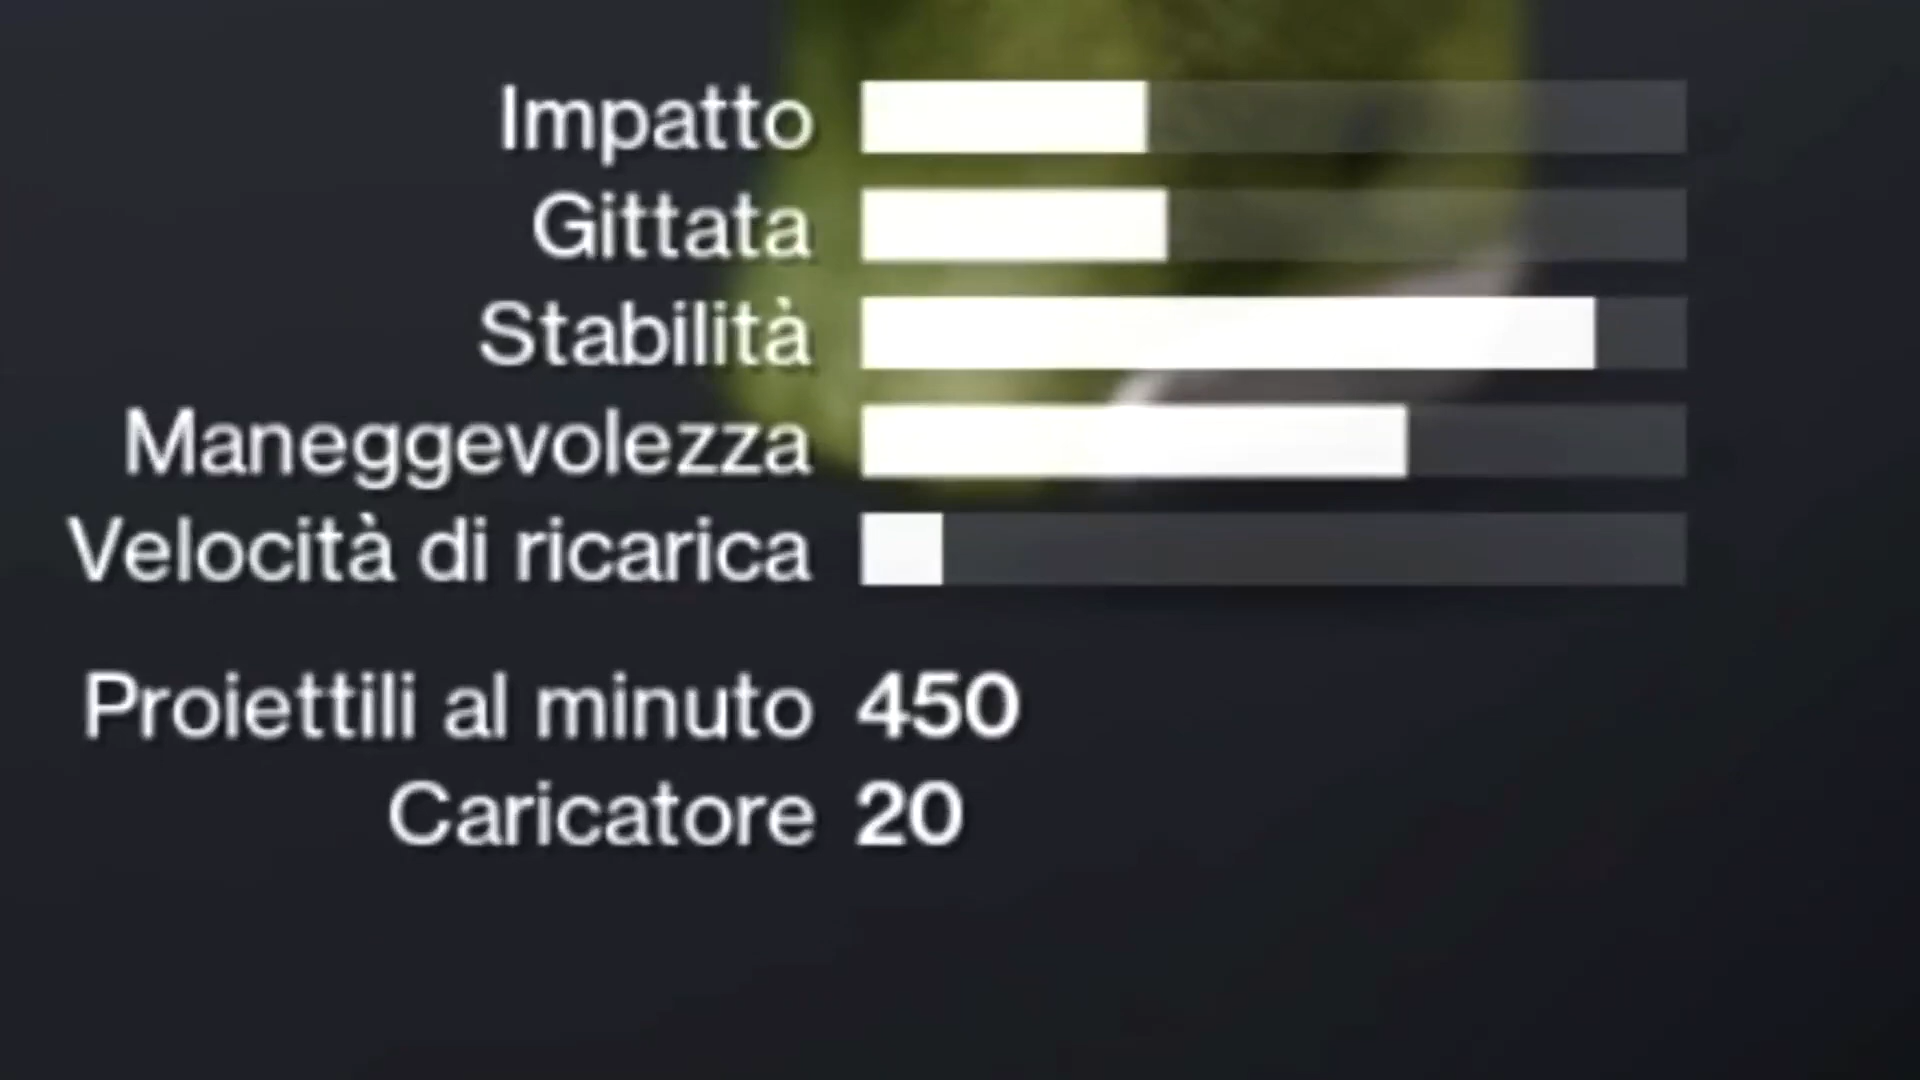 Impatto
Gittata
Stabilità
Maneggevolezza
Velocità di ricarica
Proiettili al minuto 450
Caricatore 20